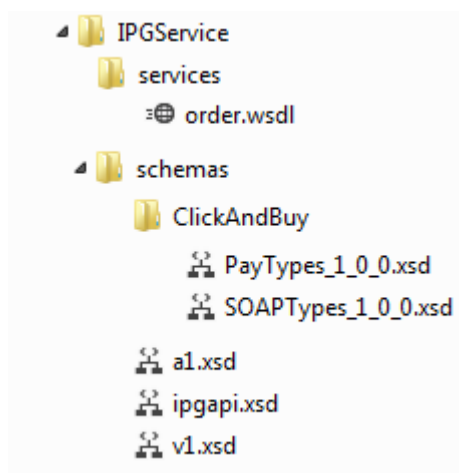 IPGService
services
order.wsdl
schemas
ClickAndBuy
PayTypes_1_0_0.xsd
SOAPTypes_1_0_0.xsd
a1.xsd
ipgapi.xsd
v1.xsd